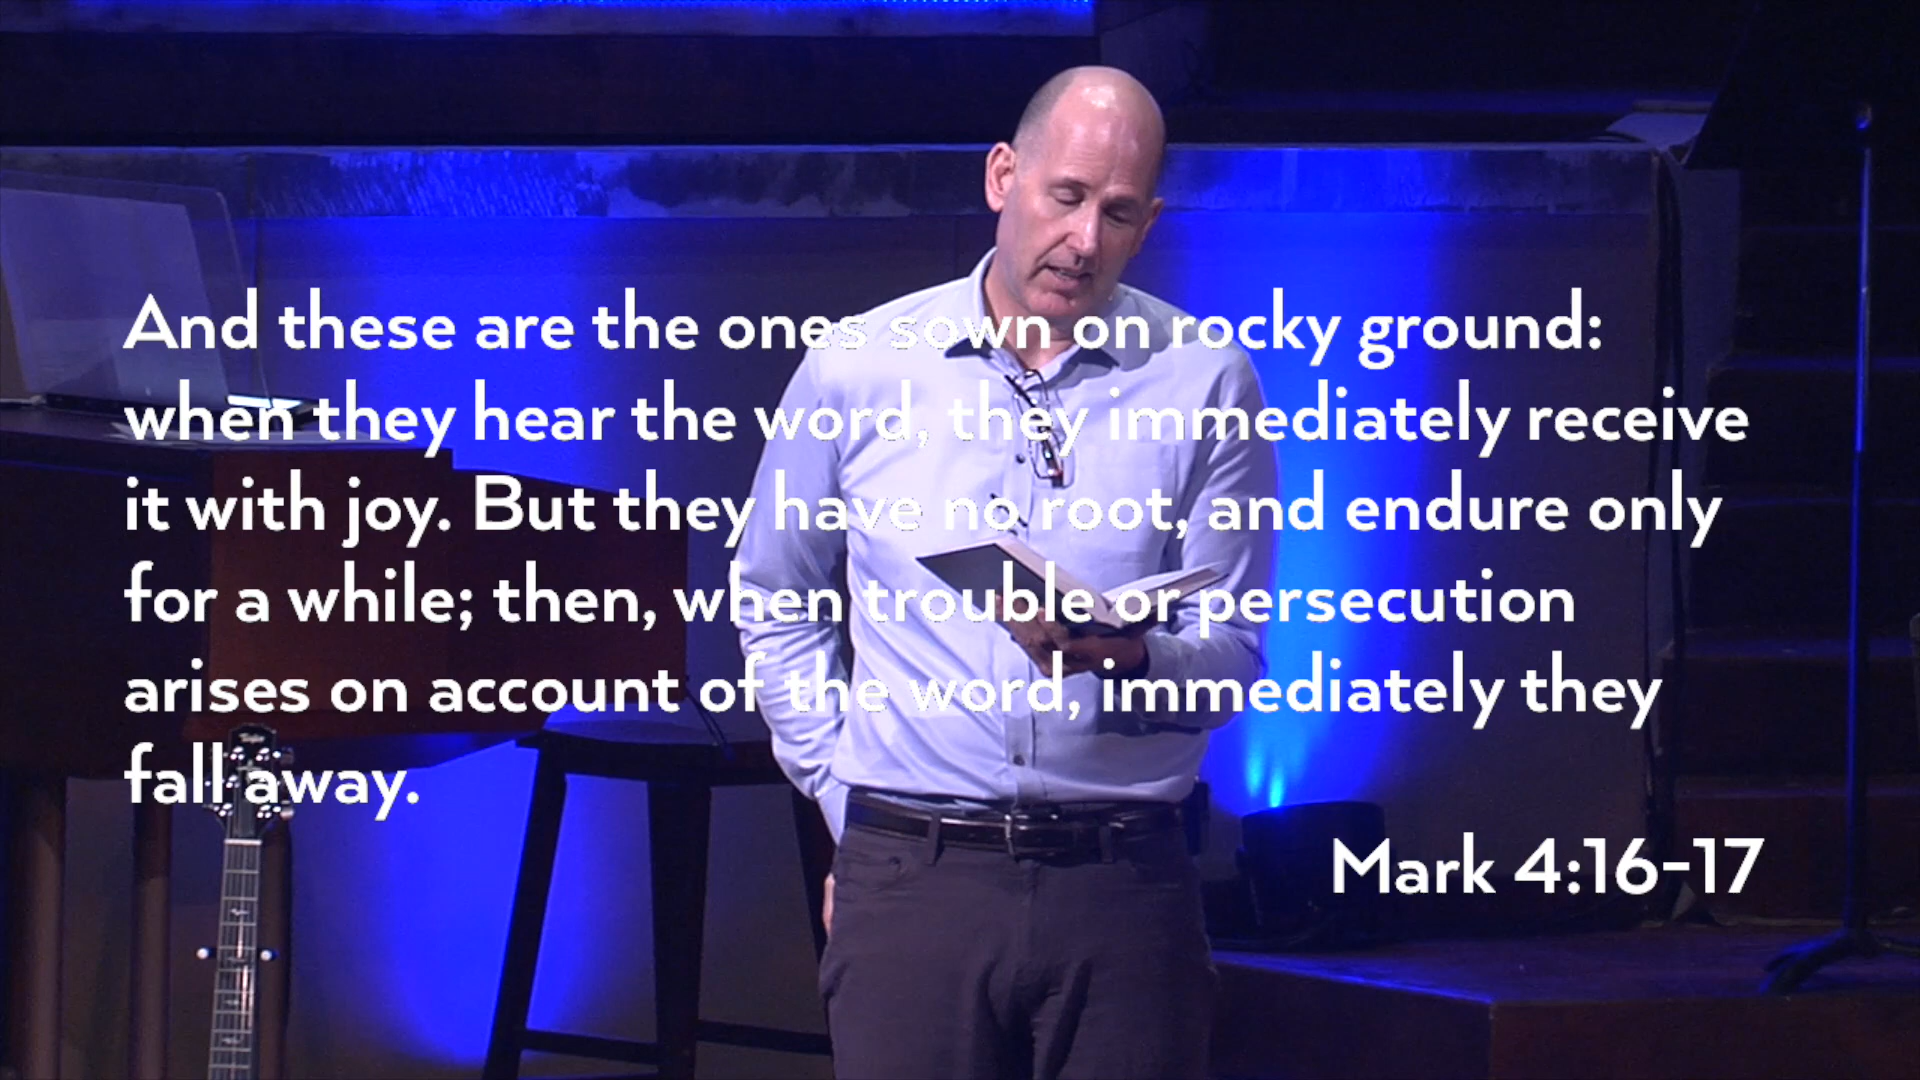 And these are the ones sown on rocky ground:
when they hear the word, they immediately receive
it with joy. But they have no root, and endure only
for a while; then, when trouble or persecution
arises on account of the word, immediately they
fall away.
Mark 4:16-17
Taylor